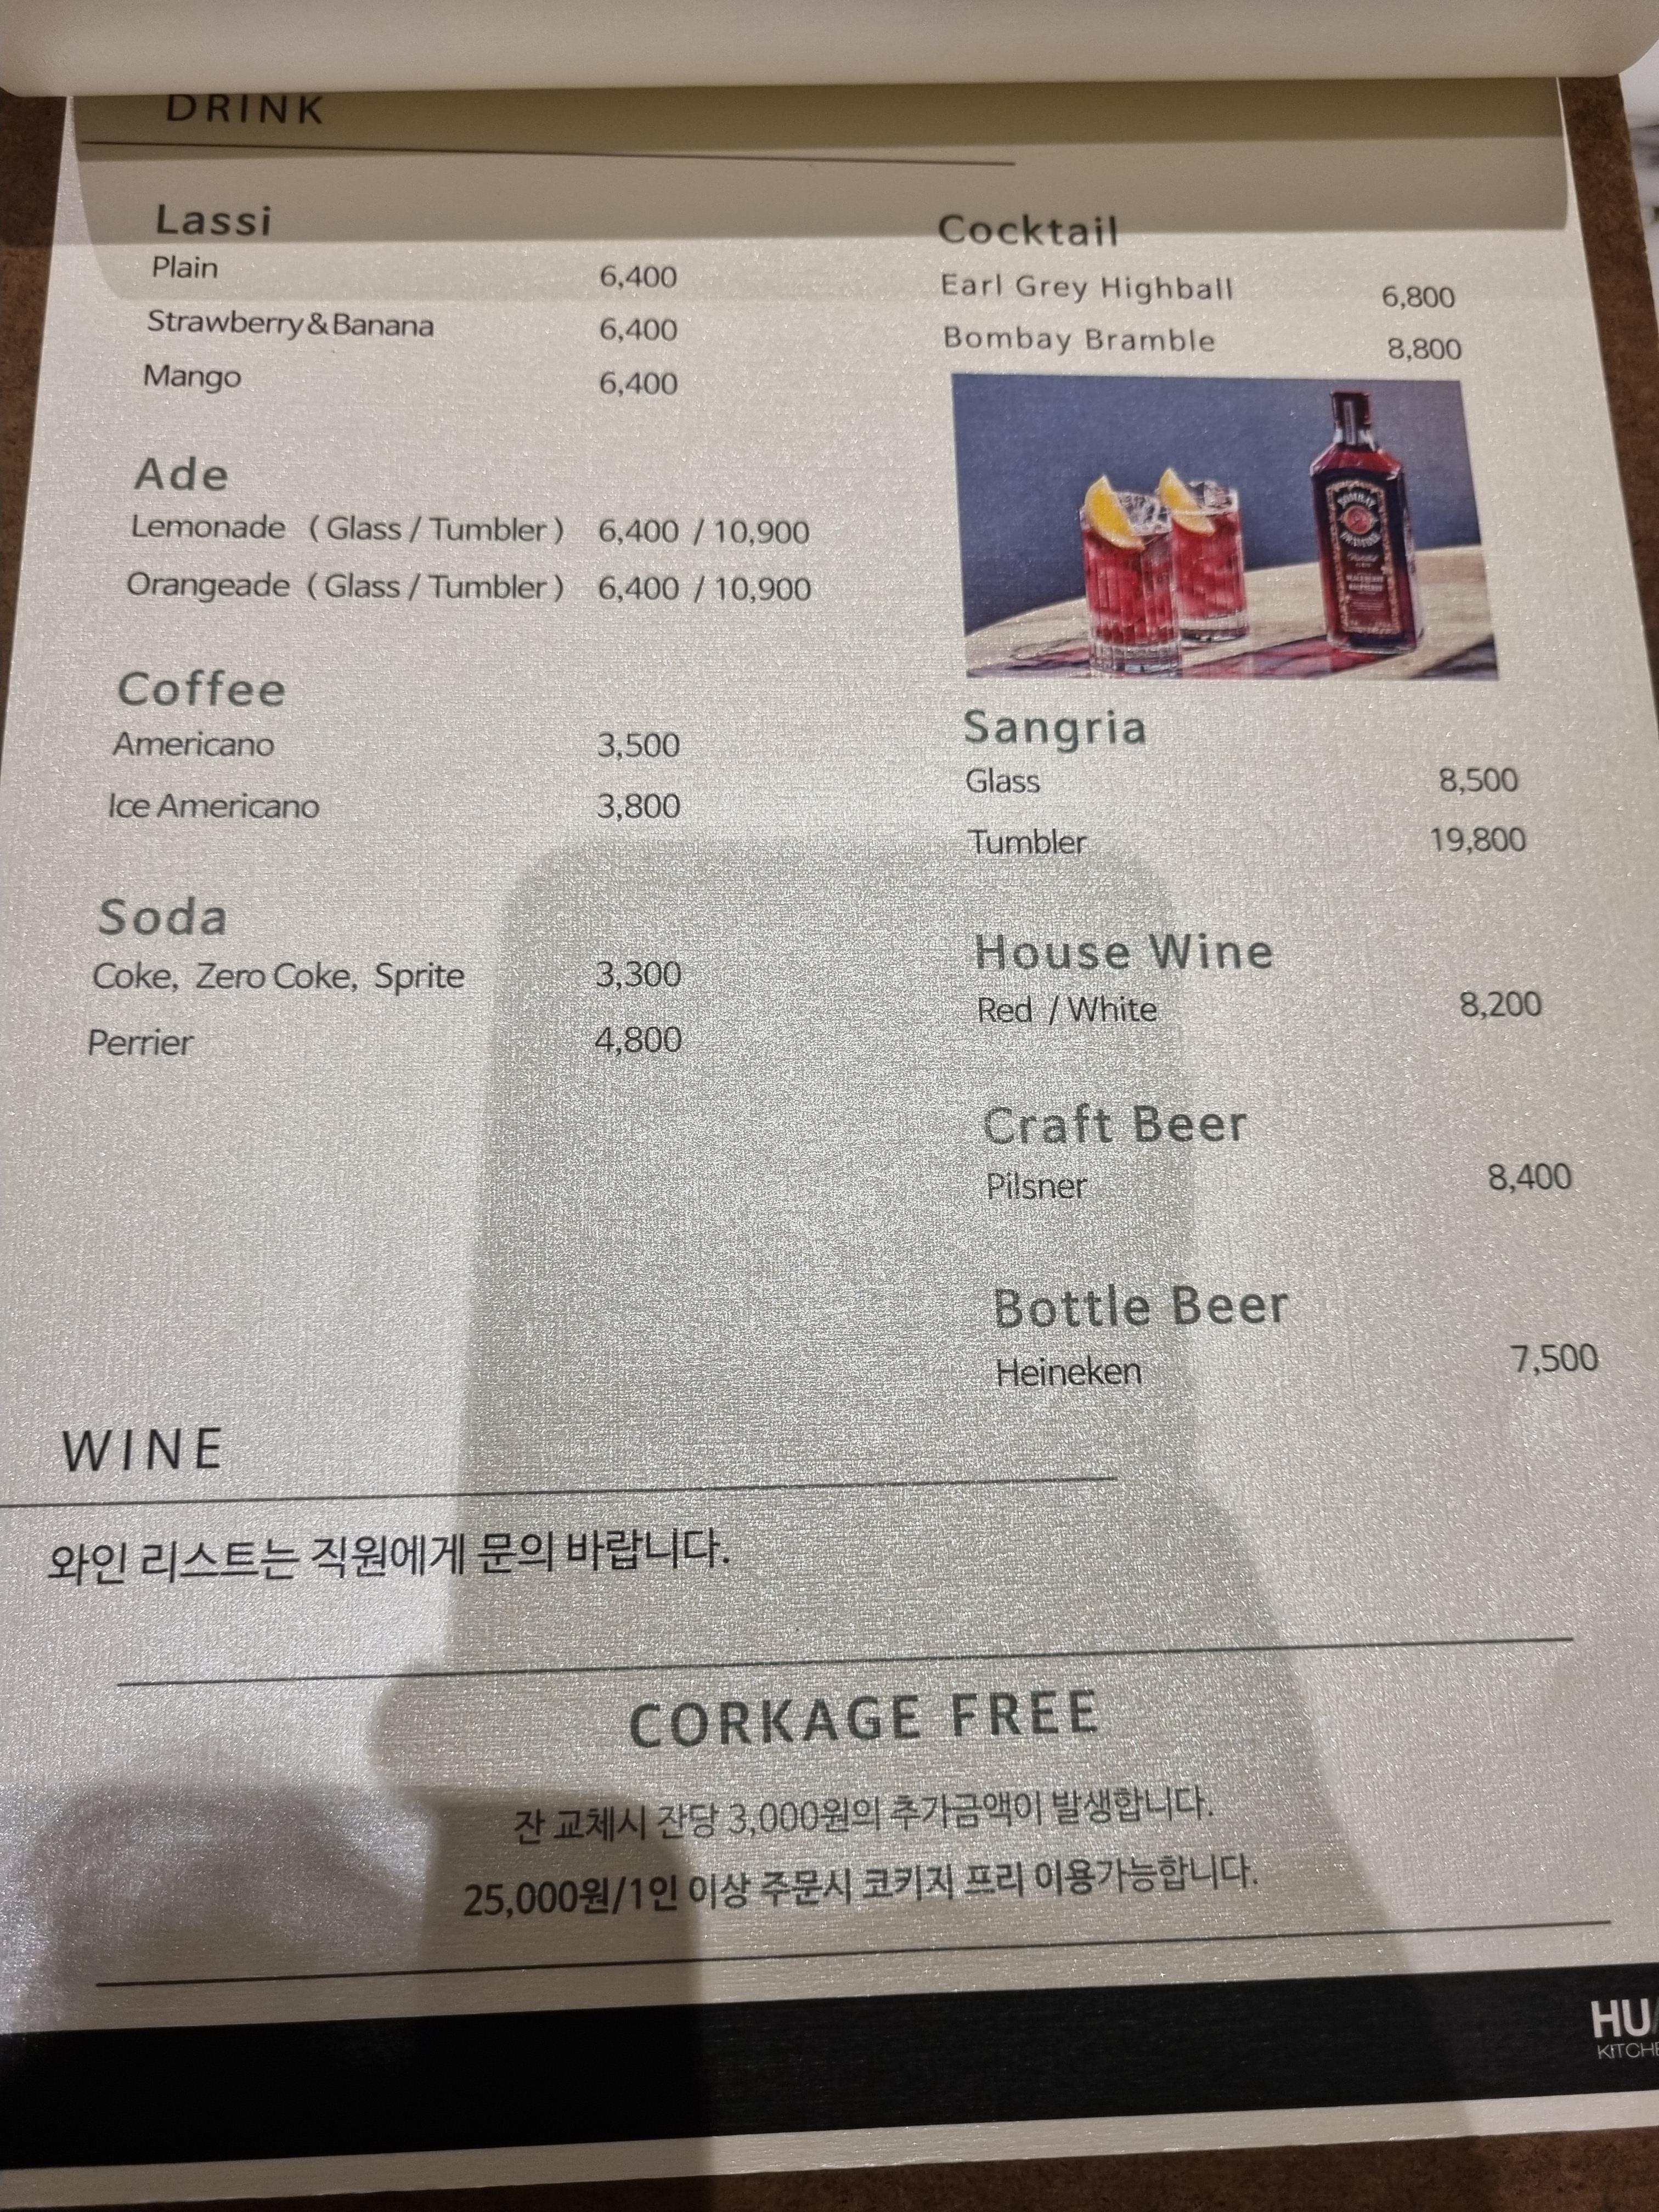 DRINK
Lassi
Plain 6,400
Strawberry & Banana 6,400
Mango 6,400
Ade
Lemonade ( Glass / Tumbler ) 6,400 / 10,900
Orangeade ( Glass / Tumbler ) 6,400 / 10,900
Coffee
Americano 3,500
Ice Americano 3,800
Soda
Coke, Zero Coke, Sprite 3,300
Perrier 4,800
Cocktail
Earl Grey Highball 6,800
Bombay Bramble 8,800
Sangria
Glass 8,500
Tumbler 19,800
House Wine
Red / White 8,200
Craft Beer
Pilsner 8,400
Bottle Beer
Heineken 7,500
WINE
와인 리스트는 직원에게 문의 바랍니다.
CORKAGE FREE
잔 교체시 잔당 3,000원의 추가금액이 발생합니다.
25,000원/1인 이상 주문시 코키지 프리 이용가능합니다.